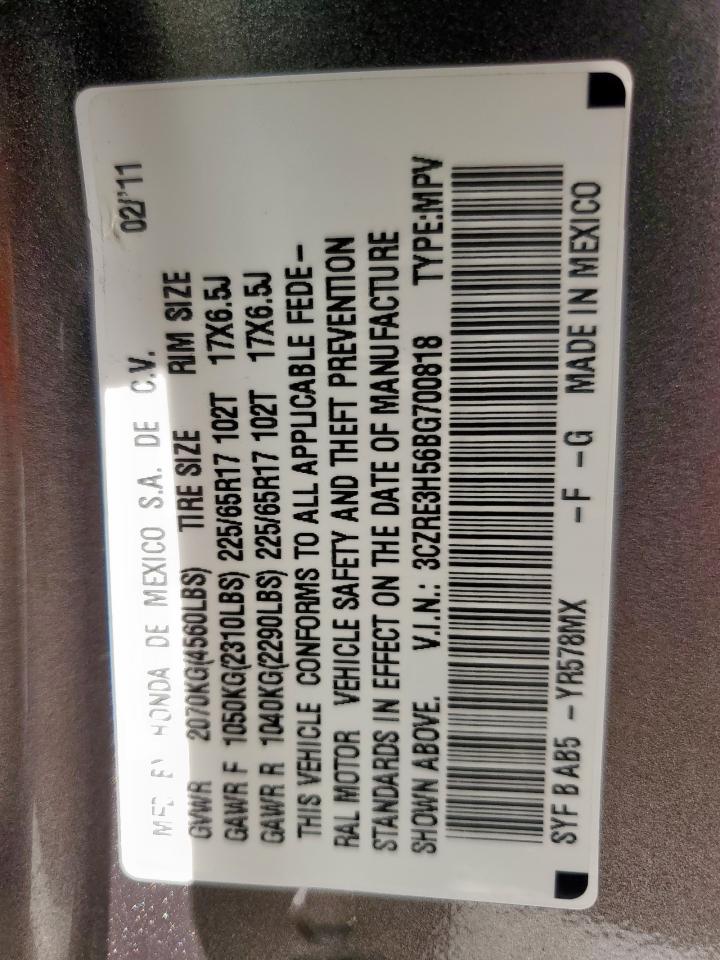 MFD BY HONDA DE MEXICO S.A. DE C.V. 02/'11
GVWR 2070KG(4560LBS) TIRE SIZE RIM SIZE
GAWR F 1050KG(2310LBS) 225/65R17 102T 17X6.5J
GAWR R 1040KG(2290LBS) 225/65R17 102T 17X6.5J
THIS VEHICLE CONFORMS TO ALL APPLICABLE FEDE-
RAL MOTOR VEHICLE SAFETY AND THEFT PREVENTION
STANDARDS IN EFFECT ON THE DATE OF MANUFACTURE
SHOWN ABOVE. V.I.N.: 3CZRE3H56BG700818 TYPE:MPV
SYF B AB5 - YR578MX -F -G MADE IN MEXICO